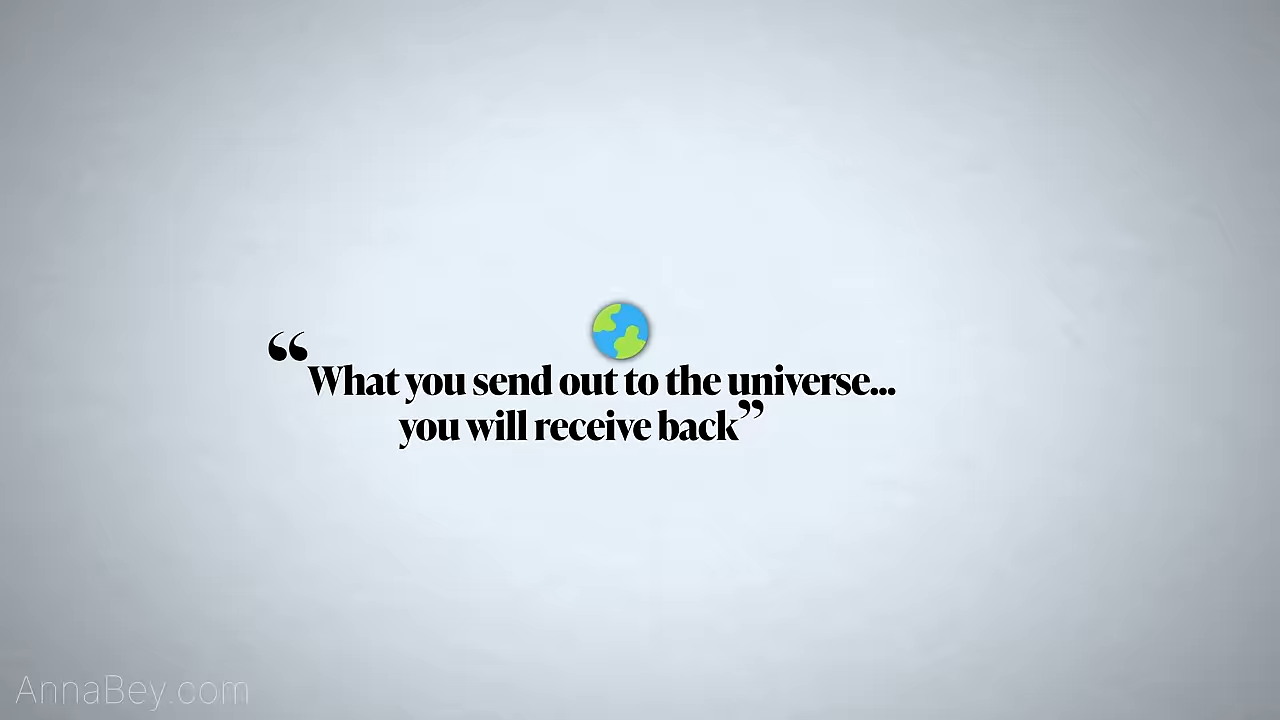 “What you send out to the universe...
you will receive back”
AnnaBey.com